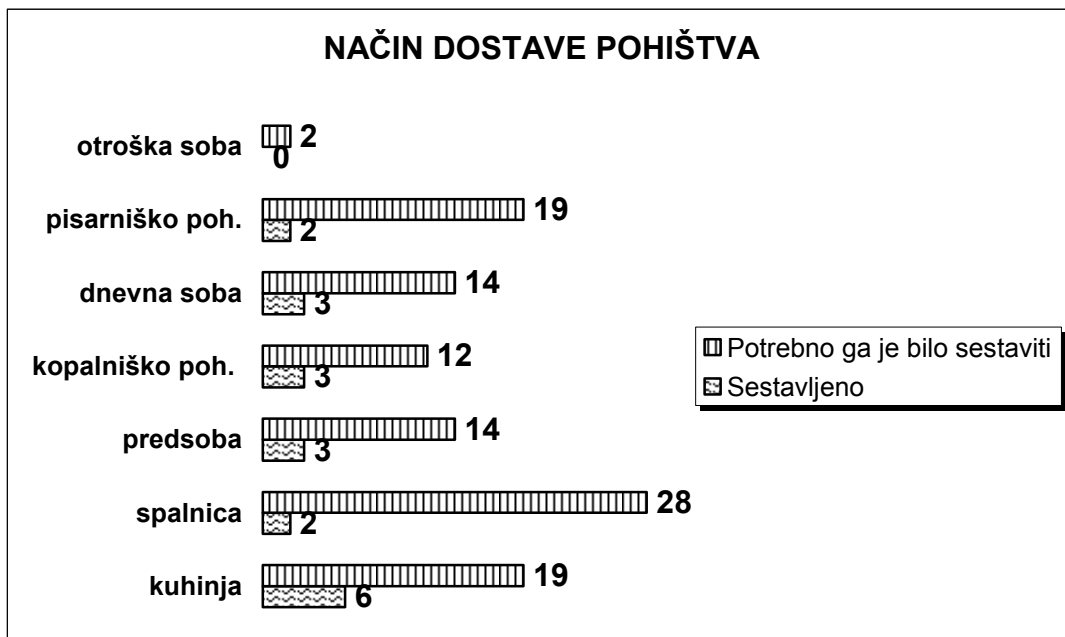 NAČIN DOSTAVE POHIŠTVA
otroška soba
2
0
pisarniško poh.
19
2
dnevna soba
14
3
kopalniško poh.
12
3
predsoba
14
3
spalnica
28
2
kuhinja
19
6
Potrebno ga je bilo sestaviti
Sestavljeno